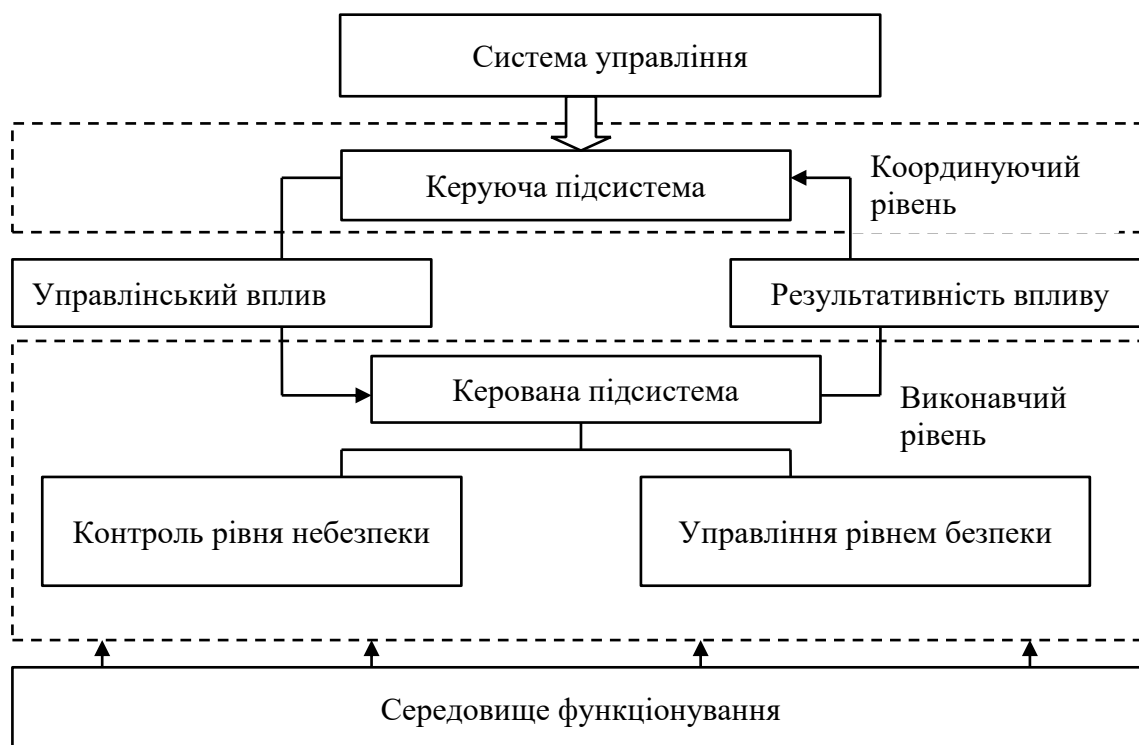 Система управління
Керуюча підсистема
Координуючий
рівень
Управлінський вплив
Результативність впливу
Керована підсистема
Виконавчий
рівень
Контроль рівня небезпеки
Управління рівнем безпеки
Середовище функціонування